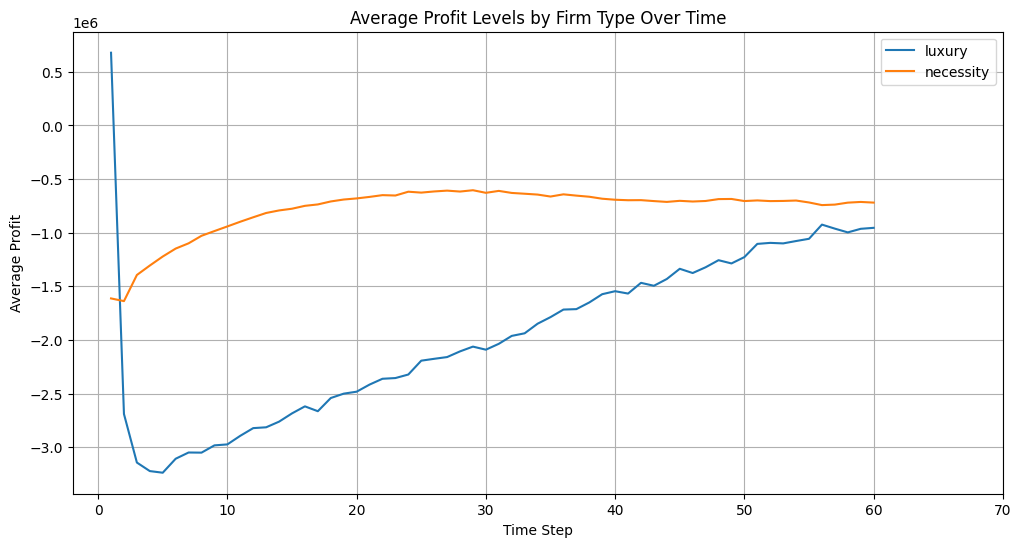 Average Profit Levels by Firm Type Over Time
1e6
luxury
necessity
0.5
0.0
−0.5
−1.0
−1.5
−2.0
−2.5
−3.0
Average Profit
0 10 20 30 40 50 60 70
Time Step